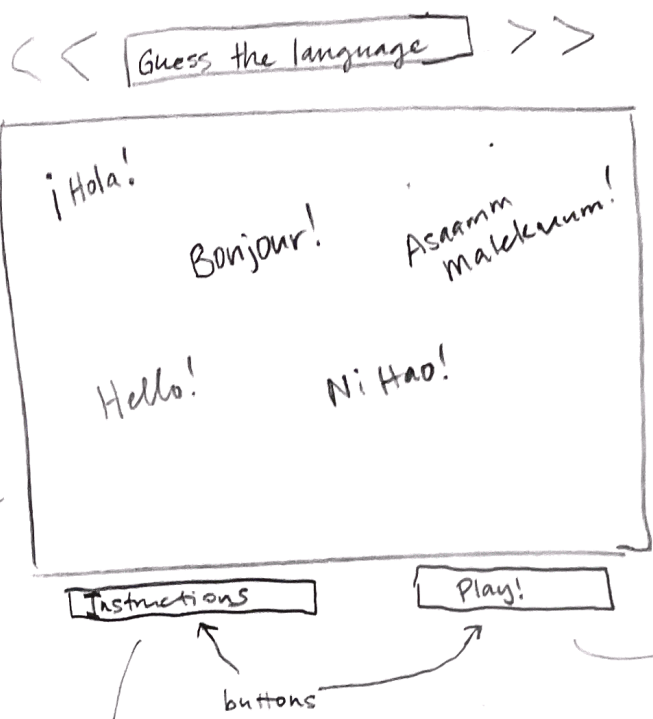 << Guess the language >>
¡Hola!
Bonjour!
Asaamm
malekuum!
Hello!
Ni Hao!
Instructions
Play!
buttons